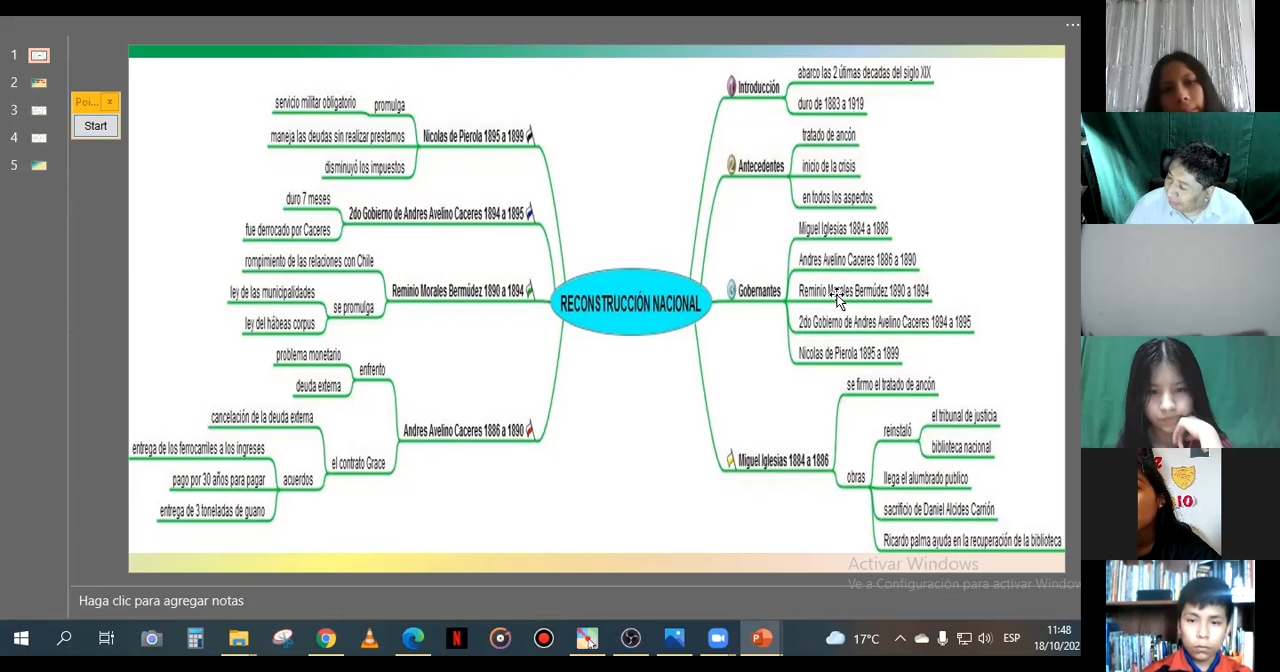 1
2
3
4
5
Poi... x
Start
servicio militar obligatorio
promulga
maneja las deudas sin realizar prestamos
disminuyó los impuestos
Nicolas de Pierola 1895 a 1899
duro 7 meses
fue derrocado por Caceres
2do Gobierno de Andres Avelino Caceres 1894 a 1895
rompimiento de las relaciones con Chile
ley de las municipalidades
se promulga
ley del hábeas corpus
Reminio Morales Bermúdez 1890 a 1894
problema monetario
enfrento
deuda externa
cancelación de la deuda externa
entrega de los ferrocarriles a los ingreses
el contrato Grace
pago por 30 años para pagar
acuerdos
entrega de 3 toneladas de guano
Andres Avelino Caceres 1886 a 1890
RECONSTRUCCIÓN NACIONAL
1 Introducción
abarco las 2 útimas decadas del siglo XIX
duro de 1883 a 1919
2 Antecedentes
tratado de ancón
inicio de la crisis
en todos los aspectos
3 Gobernantes
Miguel Iglesias 1884 a 1886
Andres Avelino Caceres 1886 a 1890
Reminio Morales Bermúdez 1890 a 1894
2do Gobierno de Andres Avelino Caceres 1894 a 1895
Nicolas de Pierola 1895 a 1899
Miguel Iglesias 1884 a 1886
se firmo el tratado de ancón
obras
reinstaló
el tribunal de justicia
biblioteca nacional
llega el alumbrado publico
sacrificio de Daniel Alcides Carrión
Ricardo palma ayuda en la recuperación de la biblioteca
Activar Windows
Ve a Configuración para activar Window
Haga clic para agregar notas
17°C
ESP
11:48
18/10/202
10